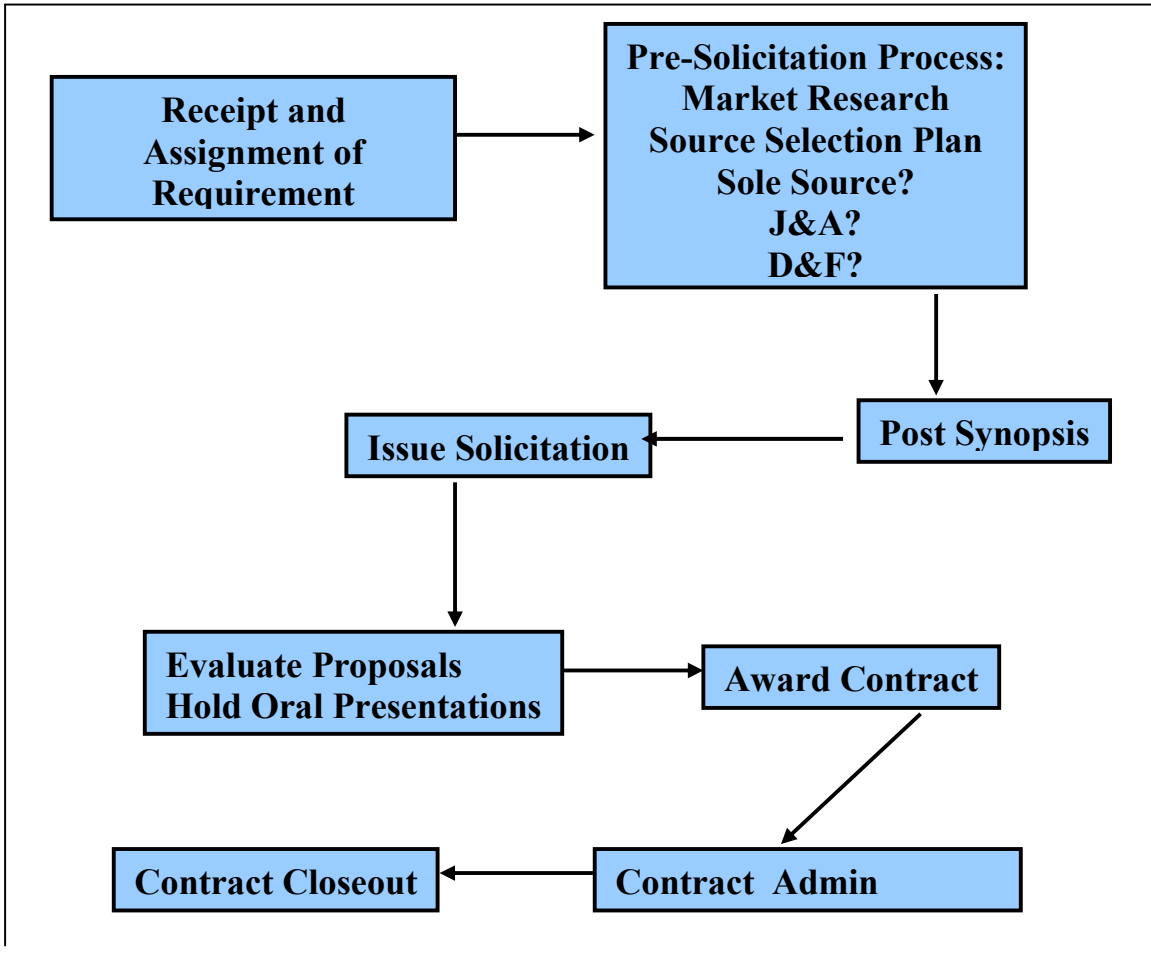 Receipt and
Assignment of
Requirement
Pre-Solicitation Process:
Market Research
Source Selection Plan
Sole Source?
J&A?
D&F?
Post Synopsis
Issue Solicitation
Evaluate Proposals
Hold Oral Presentations
Award Contract
Contract Admin
Contract Closeout